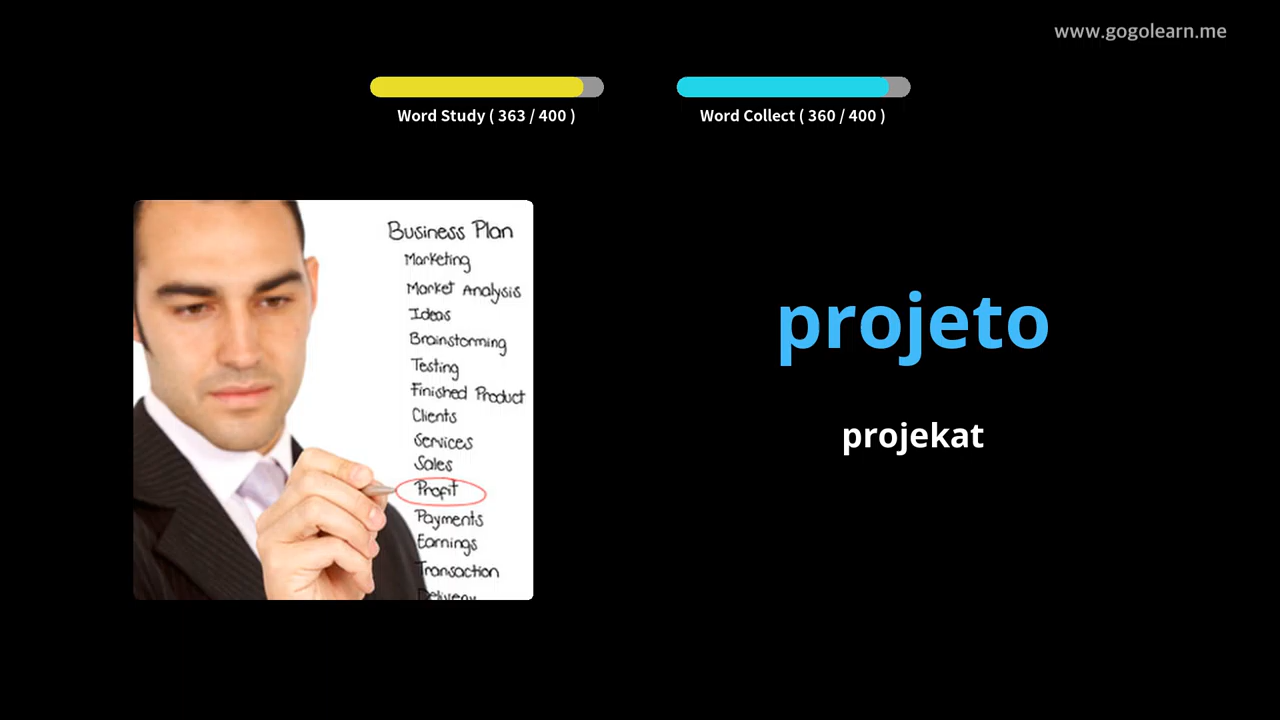 www.gogolearn.me
Word Study ( 363 / 400 )
Word Collect ( 360 / 400 )
Business Plan
Marketing
Market Analysis
Ideas
Brainstorming
Testing
Finished Product
Clients
Services
Sales
Profit
Payments
Earnings
Transaction
Delivery
projeto
projekat